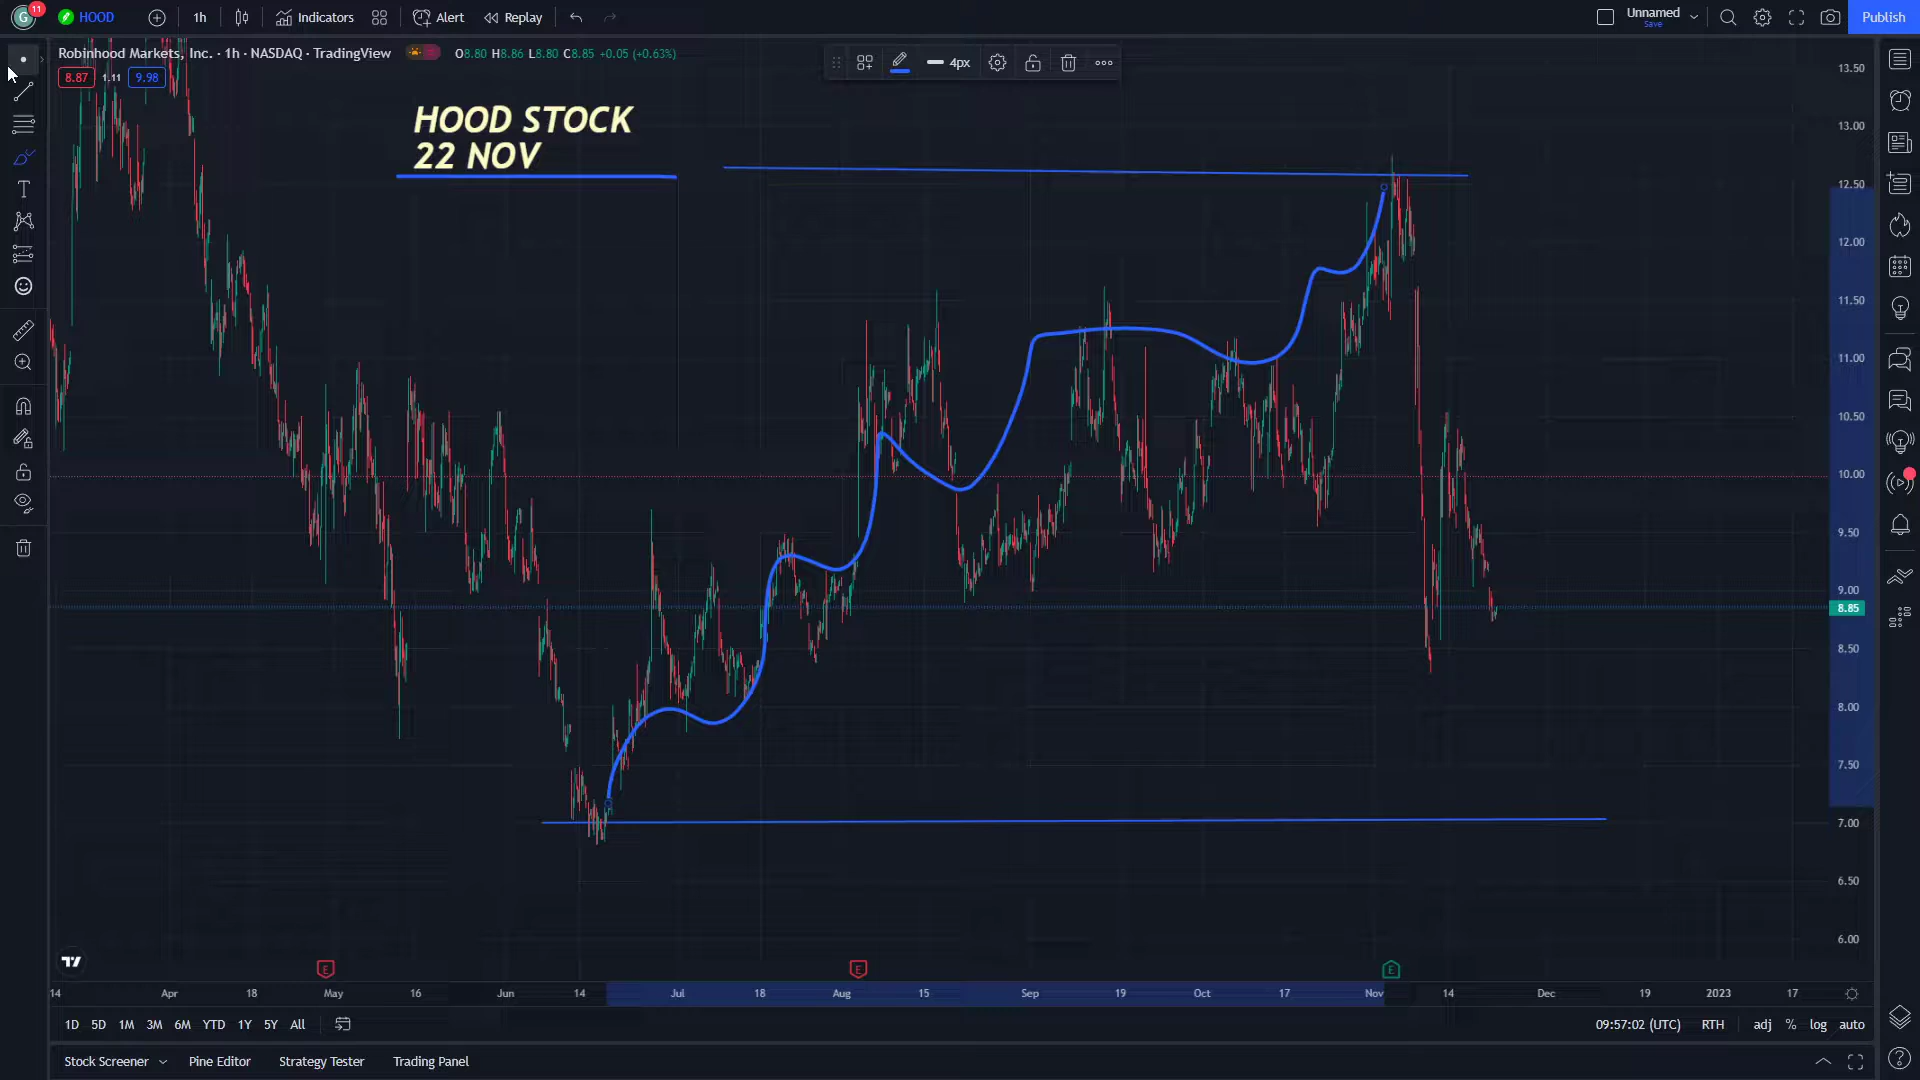 G
11
HOOD
1h
Indicators
Alert
Replay
Unnamed
Save
Publish
Robinhood Markets, Inc. · 1h · NASDAQ · TradingView
O8.80 H8.86 L8.80 C8.85 +0.05 (+0.63%)
8.87 1.11 9.98
4px
HOOD STOCK
22 NOV
13.50
13.00
12.50
12.00
11.50
11.00
10.50
10.00
9.50
9.00
8.85
8.50
8.00
7.50
7.00
6.50
6.00
E E E
14 Apr 18 May 16 Jun 14 Jul 18 Aug 15 Sep 19 Oct 17 Nov 14 Dec 19 2023 17
1D 5D 1M 3M 6M YTD 1Y 5Y All
09:57:02 (UTC) RTH adj % log auto
Stock Screener Pine Editor Strategy Tester Trading Panel